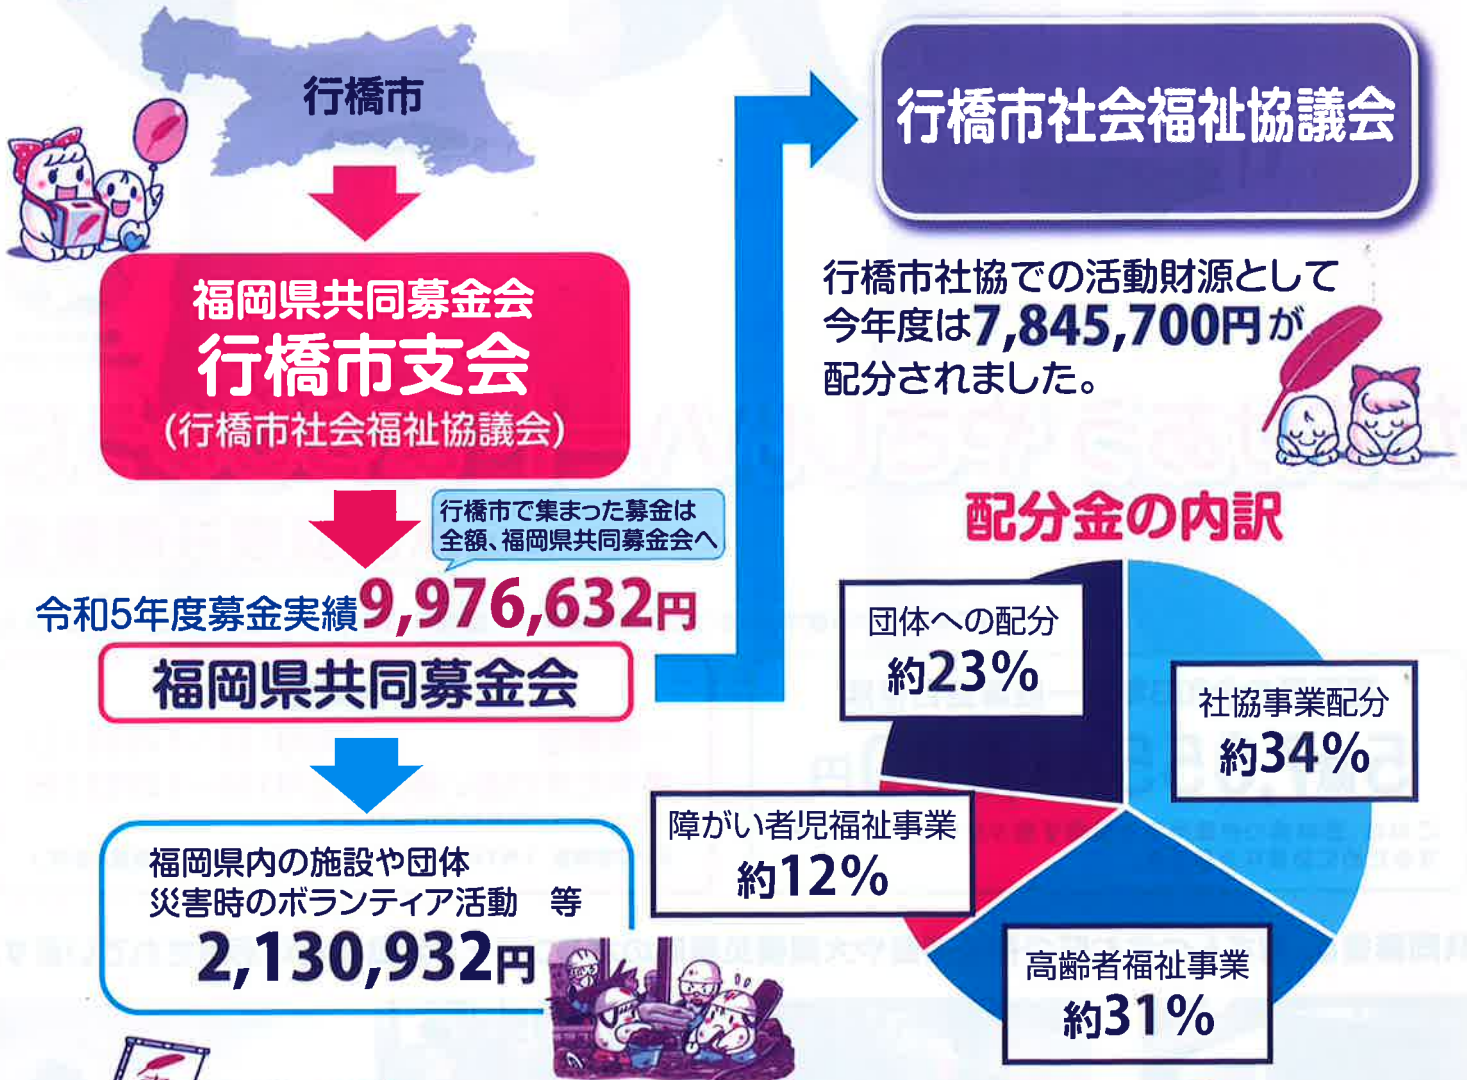 行橋市
福岡県共同募金会
行橋市支会
(行橋市社会福祉協議会)
行橋市で集まった募金は
全額、福岡県共同募金会へ
令和5年度募金実績9,976,632円
福岡県共同募金会
福岡県内の施設や団体
災害時のボランティア活動　等
2,130,932円
行橋市社会福祉協議会
行橋市社協での活動財源として
今年度は7,845,700円が
配分されました。
配分金の内訳
団体への配分
約23%
社協事業配分
約34%
障がい者児福祉事業
約12%
高齢者福祉事業
約31%